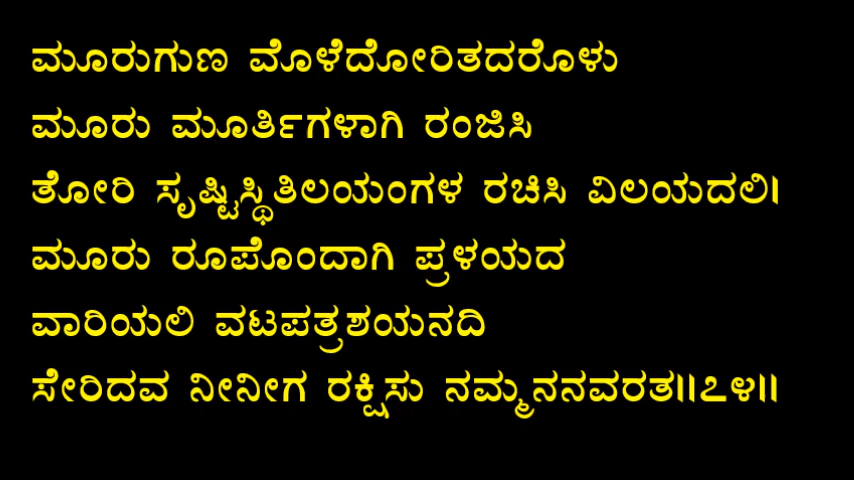 ಮೂರುಗುಣ ಮೊಳೆದೋರಿತದರೊಳು
ಮೂರು ಮೂರ್ತಿಗಳಾಗಿ ರಂಜಿಸಿ
ತೋರಿ ಸೃಷ್ಟಿಸ್ಥಿತಿಲಯಂಗಳ ರಚಿಸಿ ವಿಲಯದಲಿ।
ಮೂರು ರೂಪೊಂದಾಗಿ ಪ್ರಳಯದ
ವಾರಿಯಲಿ ವಟಪತ್ರಶಯನದಿ
ಸೇರಿದವ ನೀನೀಗ ರಕ್ಷಿಸು ನಮ್ಮನನವರತ॥೭೪॥